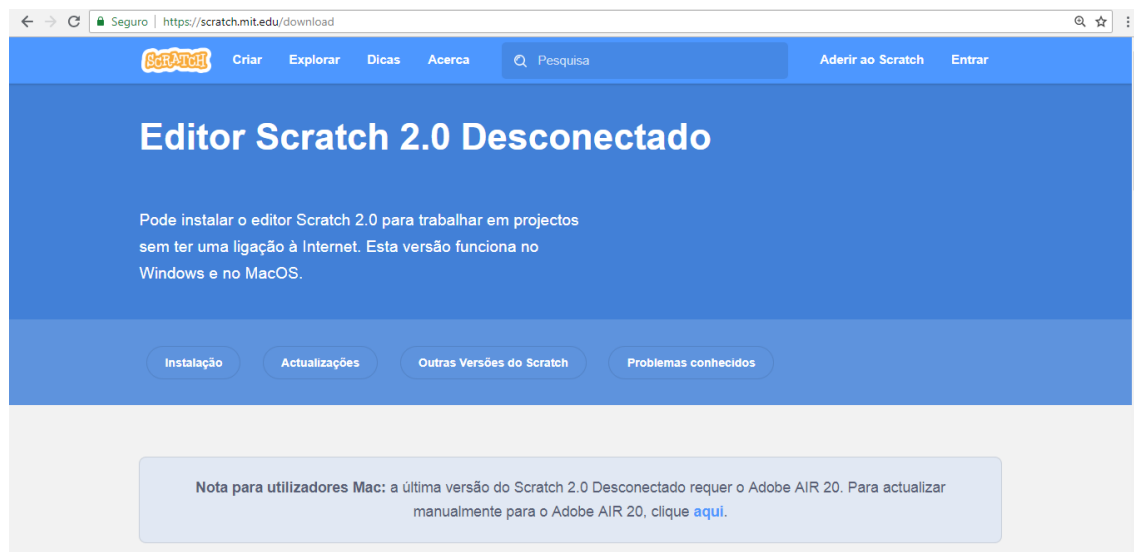 Seguro | https://scratch.mit.edu/download
SCRATCH Criar Explorar Dicas Acerca Pesquisa Aderir ao Scratch Entrar
Editor Scratch 2.0 Desconectado
Pode instalar o editor Scratch 2.0 para trabalhar em projectos
sem ter uma ligação à Internet. Esta versão funciona no
Windows e no MacOS.
Instalação Actualizações Outras Versões do Scratch Problemas conhecidos
Nota para utilizadores Mac: a última versão do Scratch 2.0 Desconectado requer o Adobe AIR 20. Para actualizar
manualmente para o Adobe AIR 20, clique aqui.